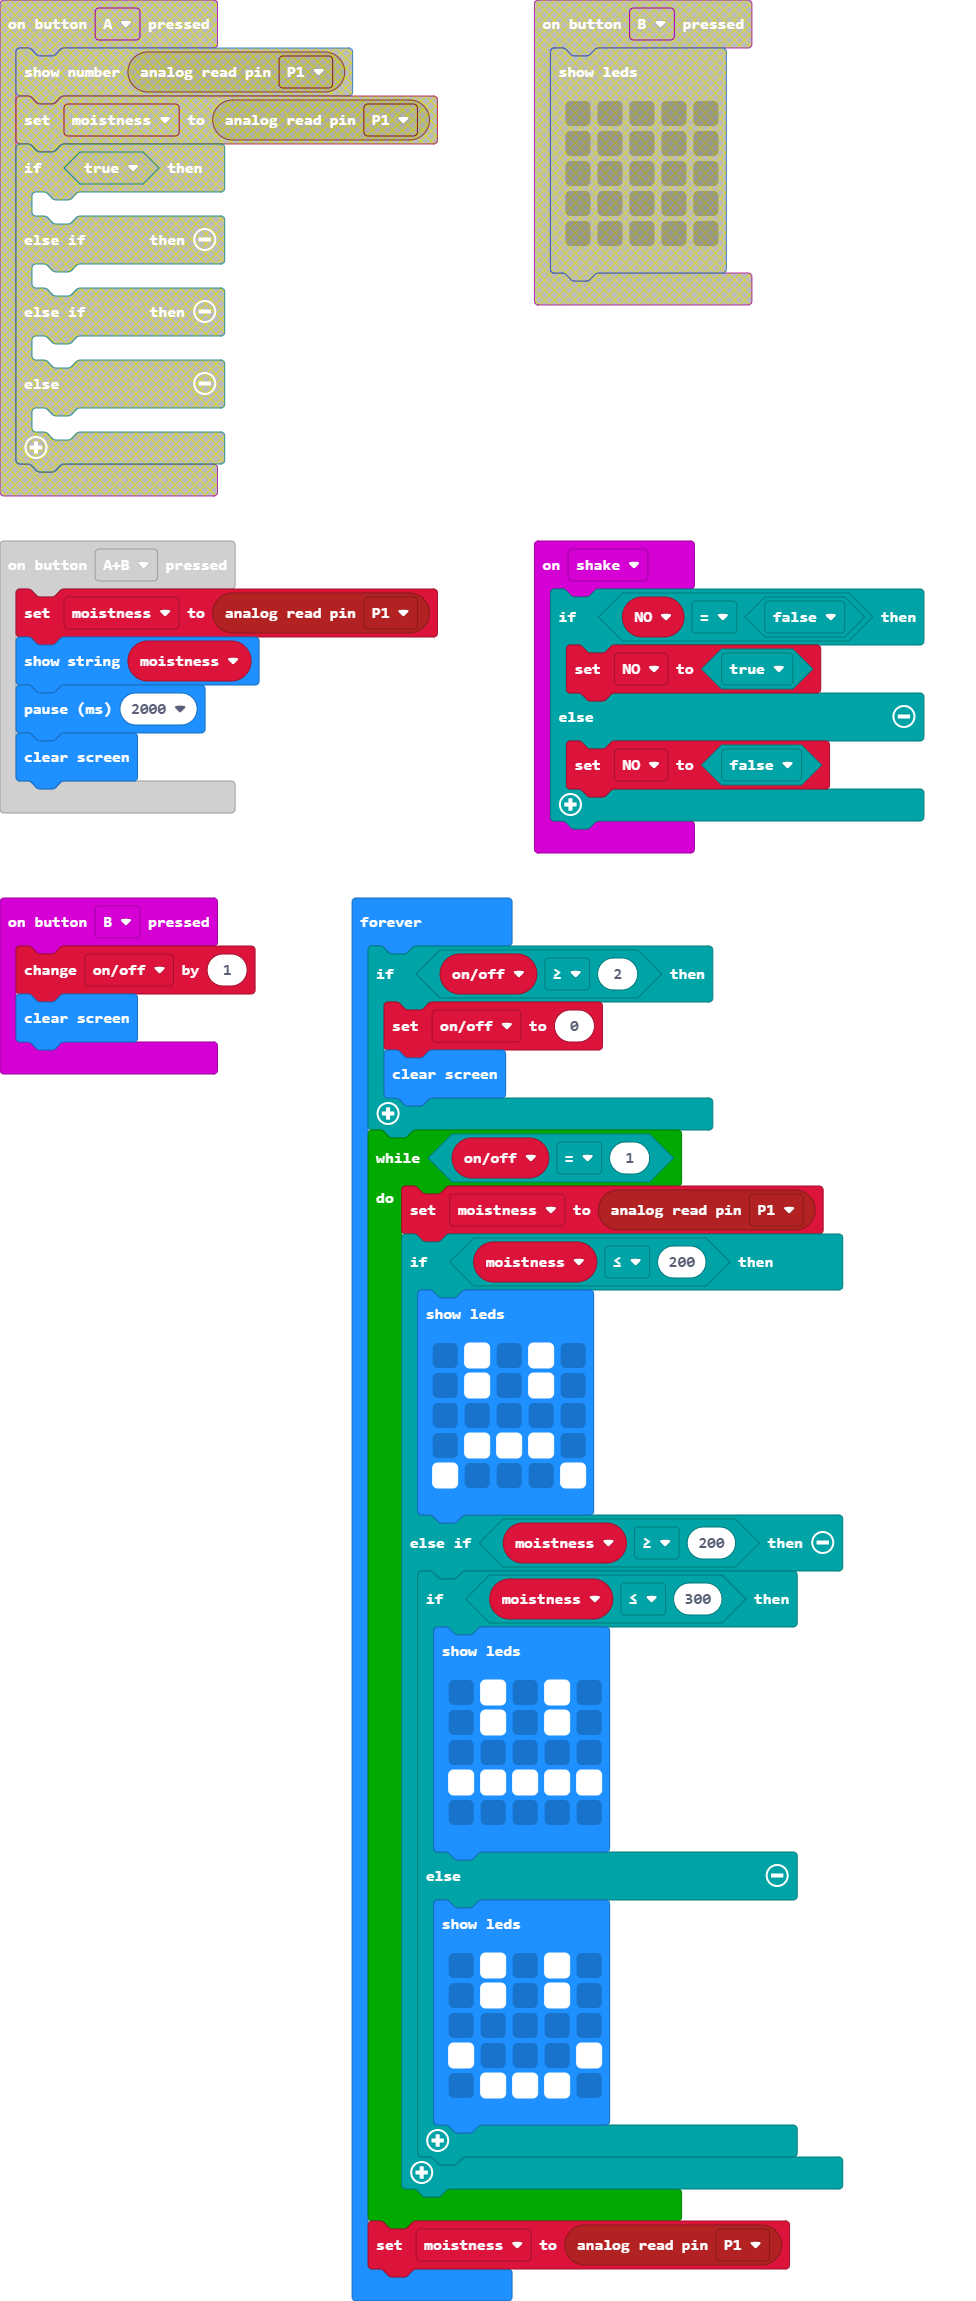 on button A pressed
show number analog read pin P1
set moistness to analog read pin P1
if true then
else if then
else if then
else
on button B pressed
show leds
on button A+B pressed
set moistness to analog read pin P1
show string moistness
pause (ms) 2000
clear screen
on shake
if NO = false then
set NO to true
else
set NO to false
on button B pressed
change on/off by 1
clear screen
forever
if on/off ≥ 2 then
set on/off to 0
clear screen
while on/off = 1
do
set moistness to analog read pin P1
if moistness ≤ 200 then
show leds
else if moistness ≥ 200 then
if moistness ≤ 300 then
show leds
else
show leds
set moistness to analog read pin P1